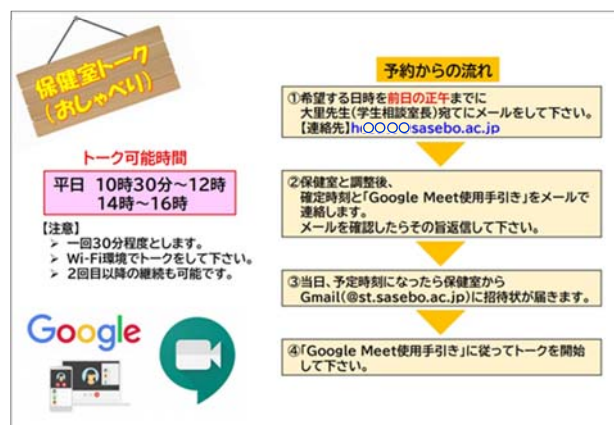 保健室トーク
(おしゃべり)
トーク可能時間
平日 10時30分～12時
14時～16時
【注意】
➢ 一回30分程度とします。
➢ Wi-Fi環境でトークをして下さい。
➢ 2回目以降の継続も可能です。
Google
予約からの流れ
①希望する日時を前日の正午までに
大里先生(学生相談室長)宛てにメールをして下さい。
【連絡先】h○○○○sasebo.ac.jp
②保健室と調整後、
確定時刻と「Google Meet使用手引き」をメールで
連絡します。
メールを確認したらその旨返信して下さい。
③当日、予定時刻になったら保健室から
Gmail(@st.sasebo.ac.jp)に招待状が届きます。
④「Google Meet使用手引き」に従ってトークを開始
して下さい。